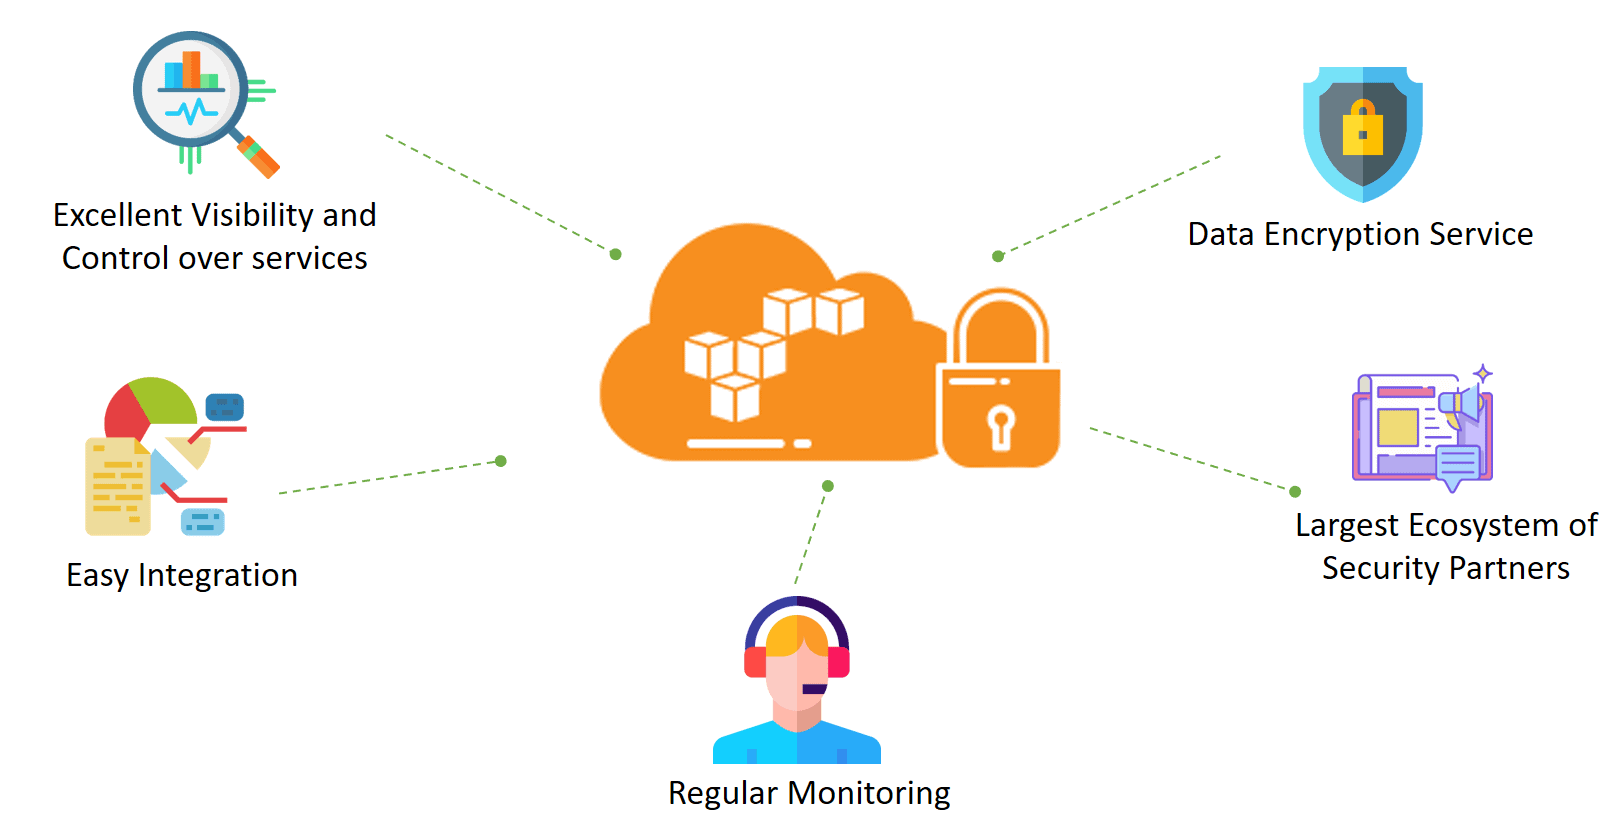 Excellent Visibility and
Control over services
Data Encryption Service
Easy Integration
Largest Ecosystem of
Security Partners
Regular Monitoring